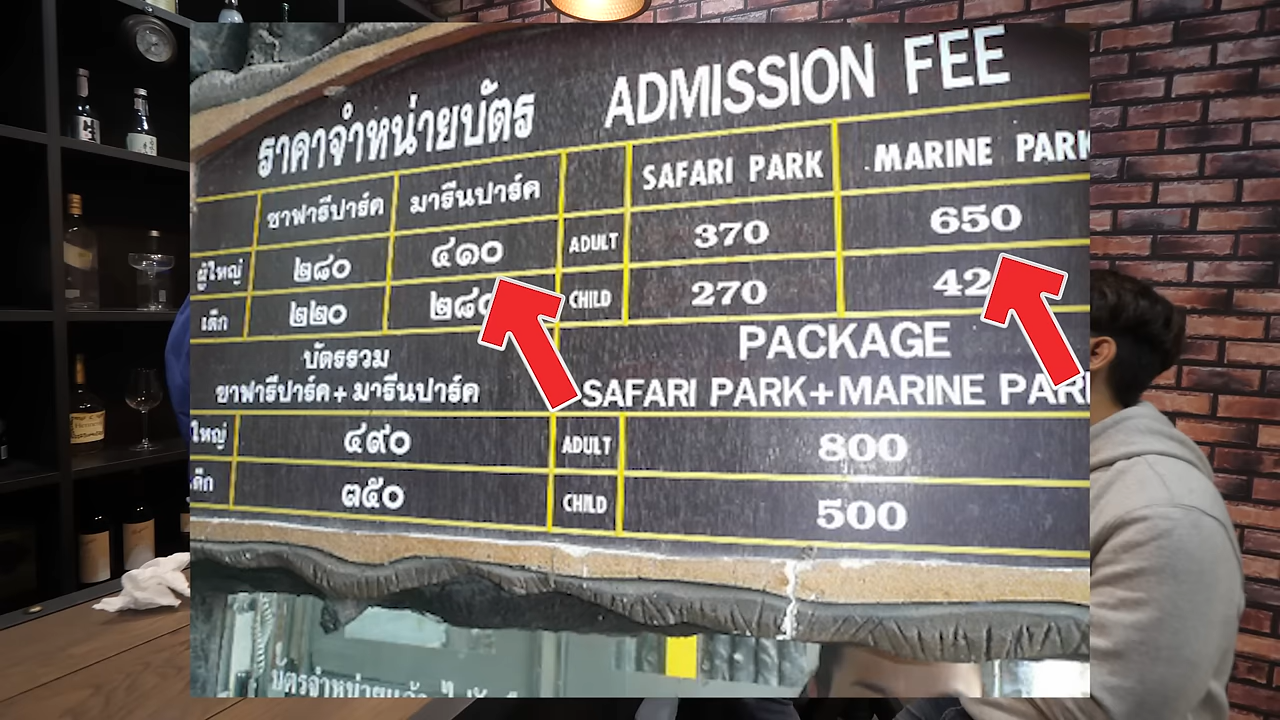 ราคาจำหน่ายบัตร ADMISSION FEE
ซาฟารีปาร์ค มารีนปาร์ค SAFARI PARK MARINE PARK
ผู้ใหญ่ ๒๘๐ ๔๑๐ ADULT 370 650
เด็ก ๒๒๐ ๒๘๐ CHILD 270 42
บัตรรวม PACKAGE
ซาฟารีปาร์ค + มารีนปาร์ค SAFARI PARK+MARINE PARK
ใหญ่ ๔๙๐ ADULT 800
ด็ก ๓๕๐ CHILD 500